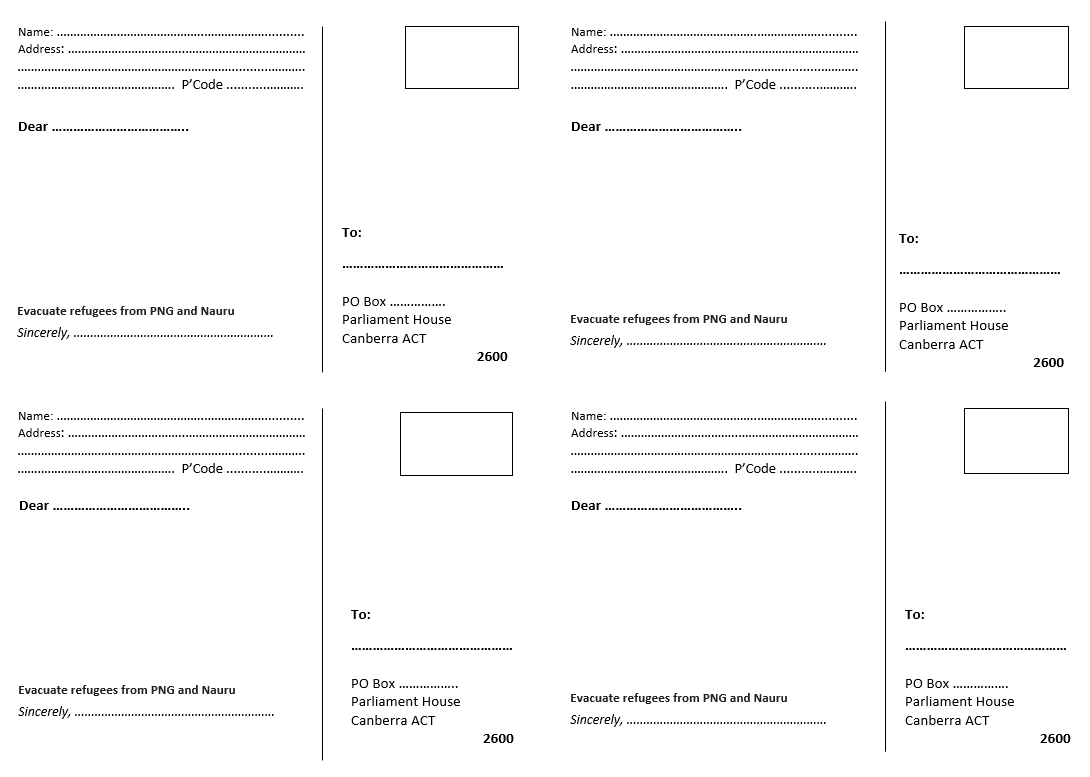 Name: ……………………………………………………………………………
Address: …………………………………………………………………………
…………………………………………………………………………………………
………………………………………………… P’Code ……………………….
Dear ………………………………..
To:
………………………………………
PO Box …………….
Evacuate refugees from PNG and Nauru
Parliament House
Sincerely, ………………………………………………………………
Canberra ACT
2600
Name: ……………………………………………………………………………
Address: …………………………………………………………………………
…………………………………………………………………………………………
………………………………………………… P’Code ……………………….
Dear ………………………………..
To:
………………………………………
PO Box ……………..
Evacuate refugees from PNG and Nauru
Parliament House
Sincerely, ………………………………………………………………
Canberra ACT
2600
Name: ……………………………………………………………………………
Address: …………………………………………………………………………
…………………………………………………………………………………………
………………………………………………… P’Code ……………………….
Dear ………………………………..
To:
………………………………………
PO Box ……………..
Evacuate refugees from PNG and Nauru
Parliament House
Sincerely, ………………………………………………………………
Canberra ACT
2600
Name: ……………………………………………………………………………
Address: …………………………………………………………………………
…………………………………………………………………………………………
………………………………………………… P’Code ……………………….
Dear ………………………………..
To:
………………………………………
PO Box …………….
Evacuate refugees from PNG and Nauru
Parliament House
Sincerely, ………………………………………………………………
Canberra ACT
2600